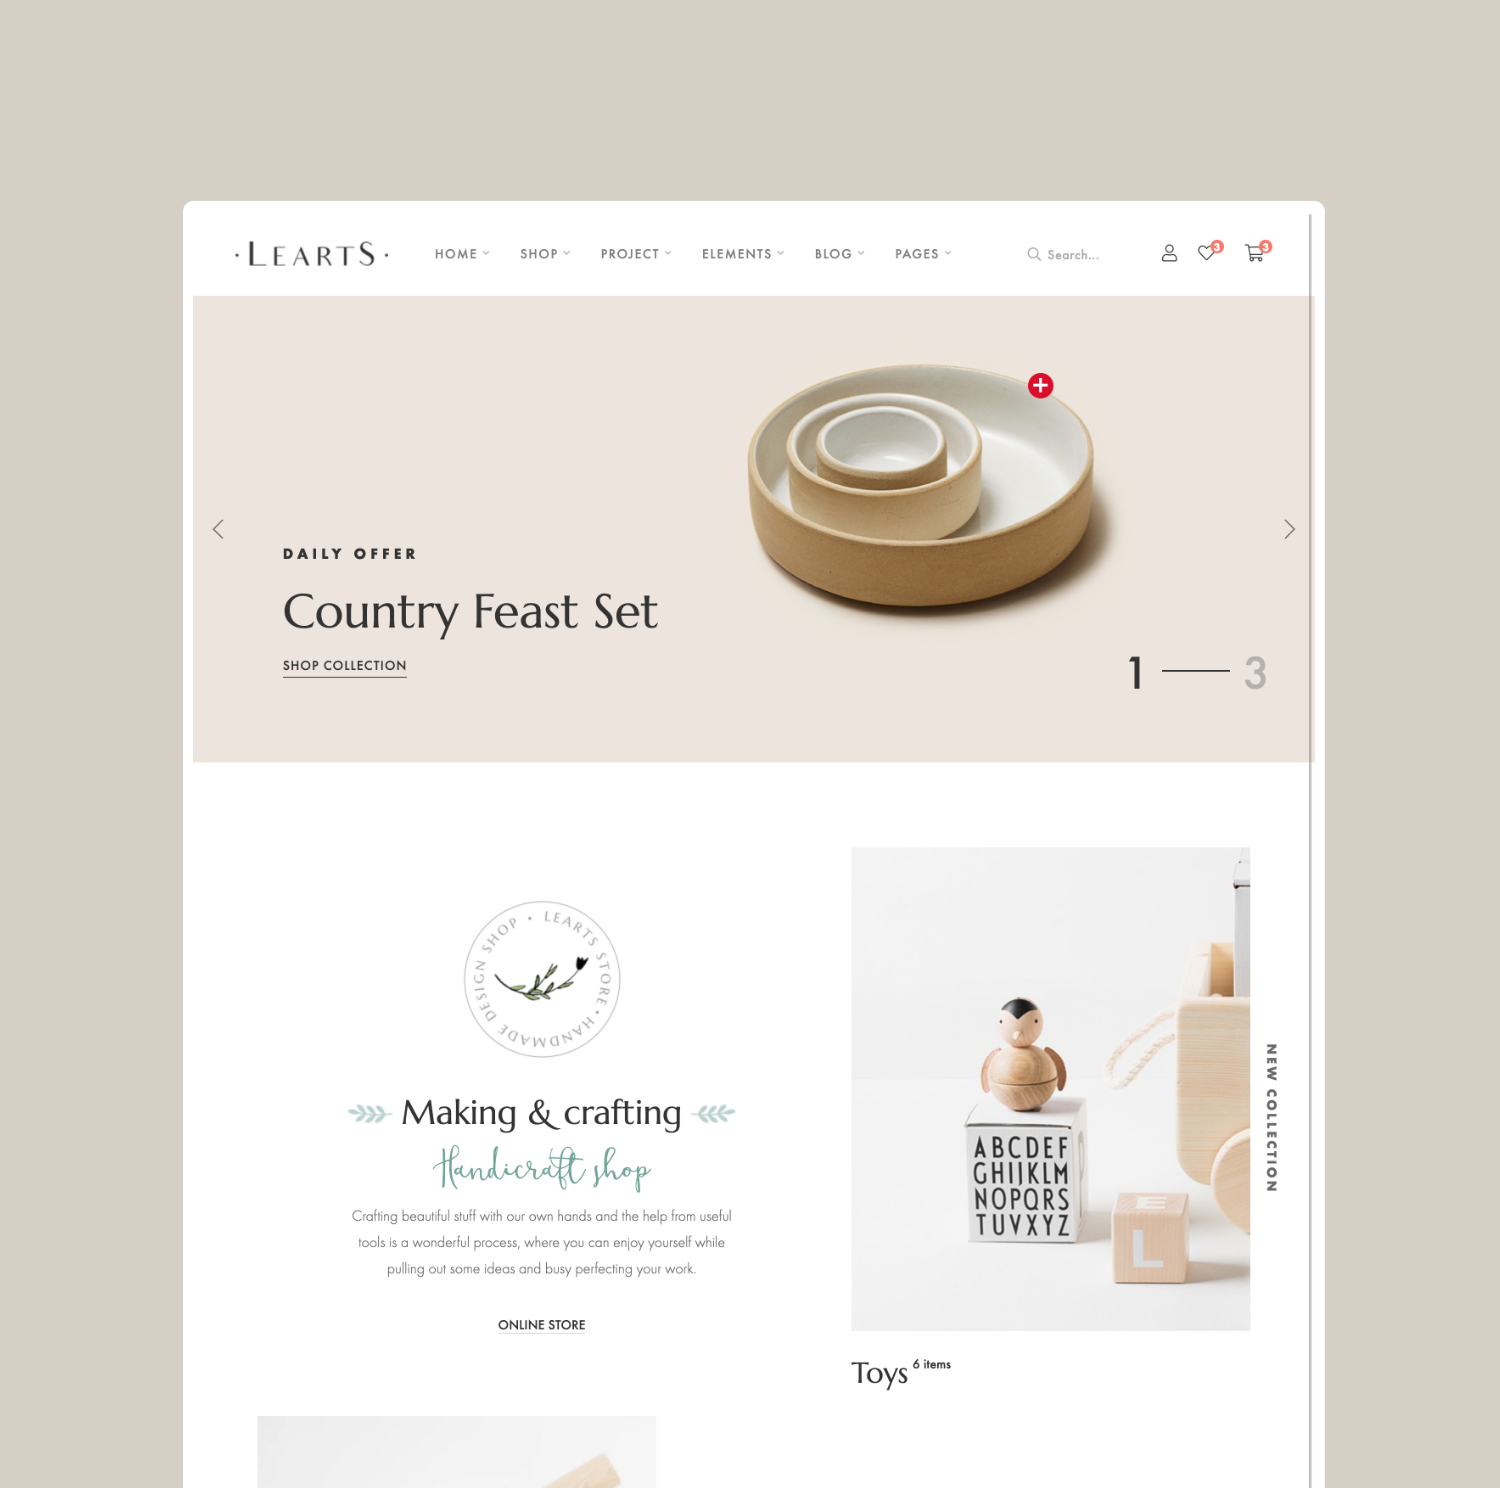 · LEARTS ·
HOME SHOP PROJECT ELEMENTS BLOG PAGES Search... 3 3
DAILY OFFER
Country Feast Set
SHOP COLLECTION
1 3
LEARTS STORE • HANDMADE DESIGN SHOP •
Making & crafting
Handicraft shop
Crafting beautiful stuff with our own hands and the help from useful
tools is a wonderful process, where you can enjoy yourself while
pulling out some ideas and busy perfecting your work.
ONLINE STORE
ABCDEF
GHIJKLM
NOPQRS
TUVXYZ
E
L
NEW COLLECTION
Toys 6 items